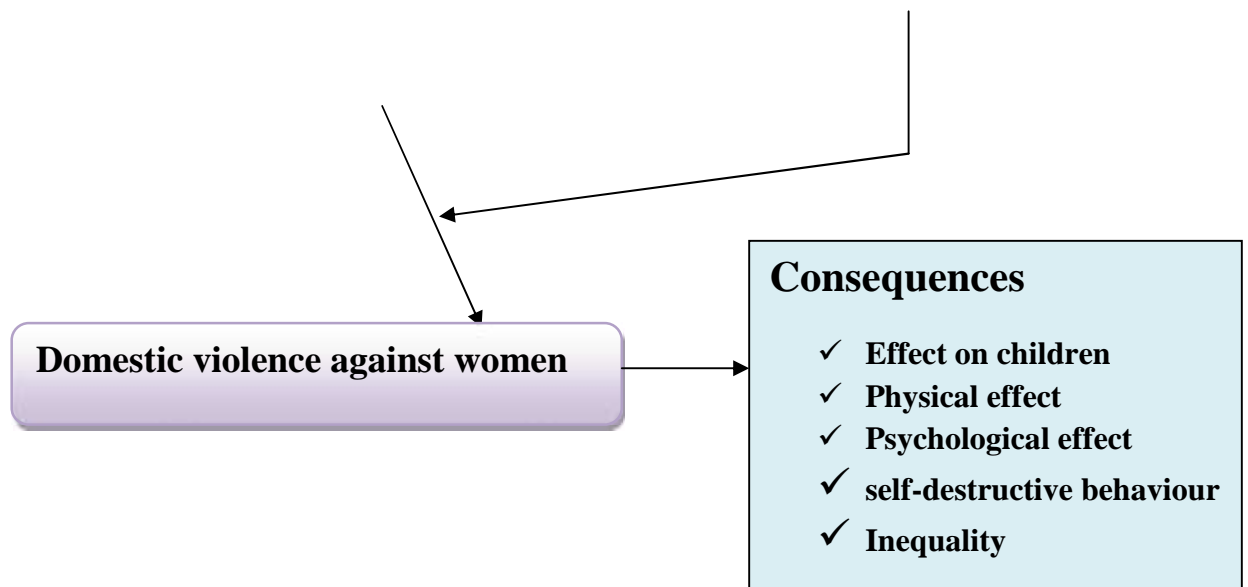 Domestic violence against women
Consequences
✓ Effect on children
✓ Physical effect
✓ Psychological effect
✓ self-destructive behaviour
✓ Inequality